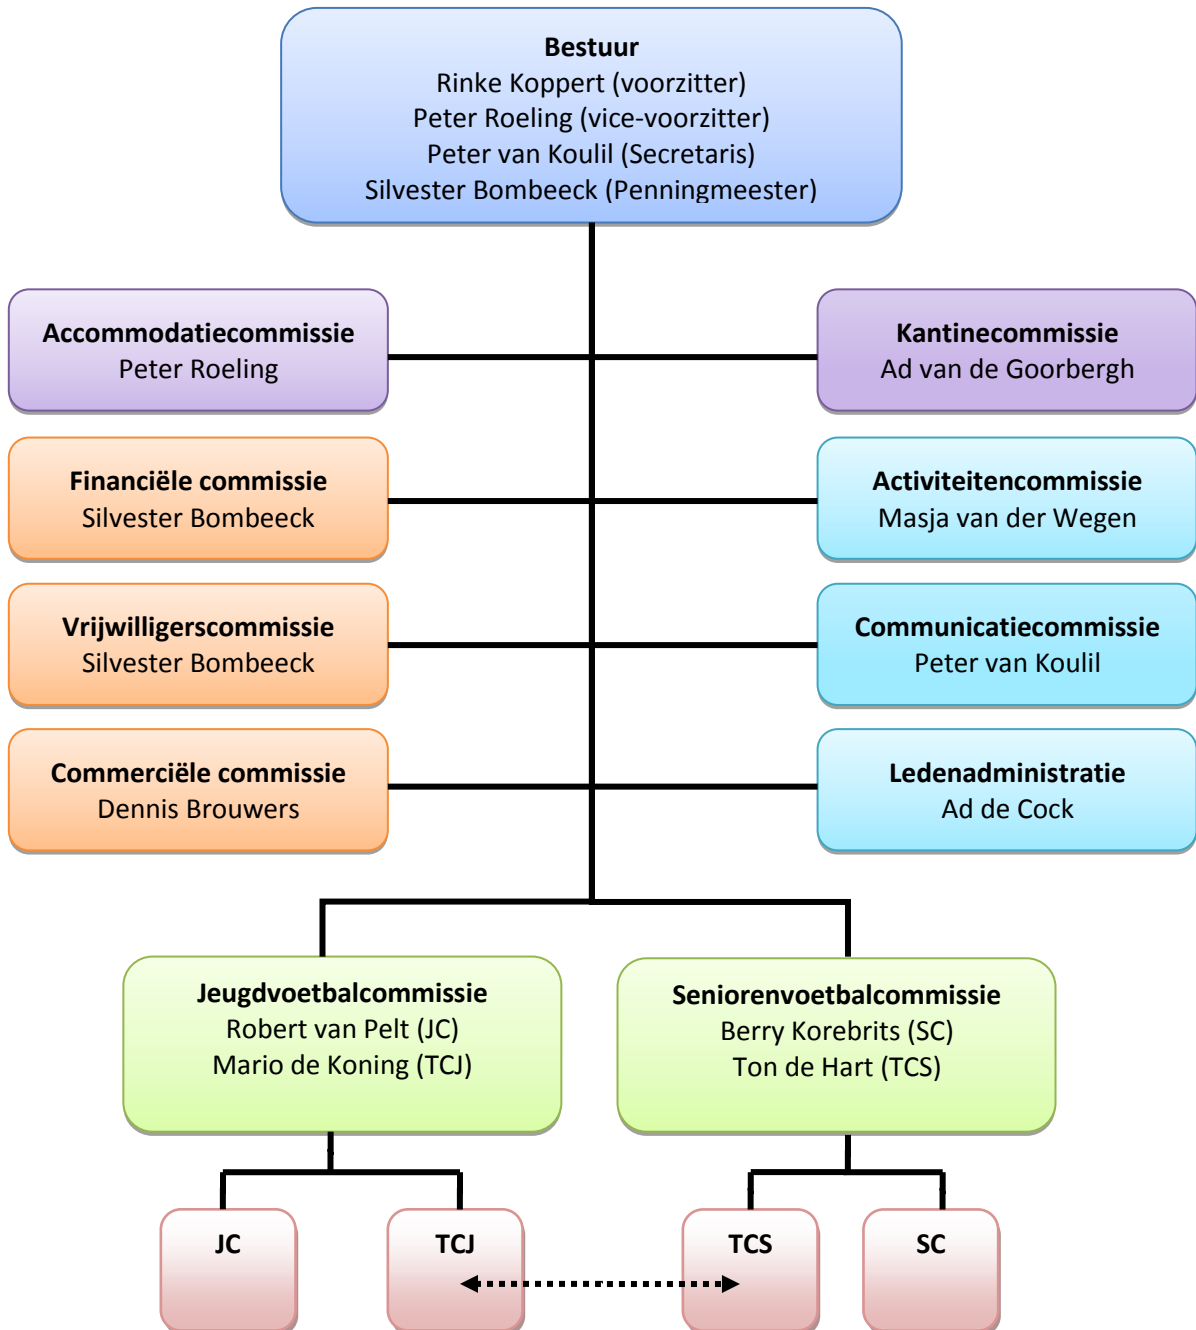 Bestuur
Rinke Koppert (voorzitter)
Peter Roeling (vice-voorzitter)
Peter van Koulil (Secretaris)
Silvester Bombeeck (Penningmeester)
Accommodatiecommissie
Peter Roeling
Kantinecommissie
Ad van de Goorbergh
Financiële commissie
Silvester Bombeeck
Activiteitencommissie
Masja van der Wegen
Vrijwilligerscommissie
Silvester Bombeeck
Communicatiecommissie
Peter van Koulil
Commerciële commissie
Dennis Brouwers
Ledenadministratie
Ad de Cock
Jeugdvoetbalcommissie
Robert van Pelt (JC)
Mario de Koning (TCJ)
Seniorenvoetbalcommissie
Berry Korebrits (SC)
Ton de Hart (TCS)
JC
TCJ
TCS
SC